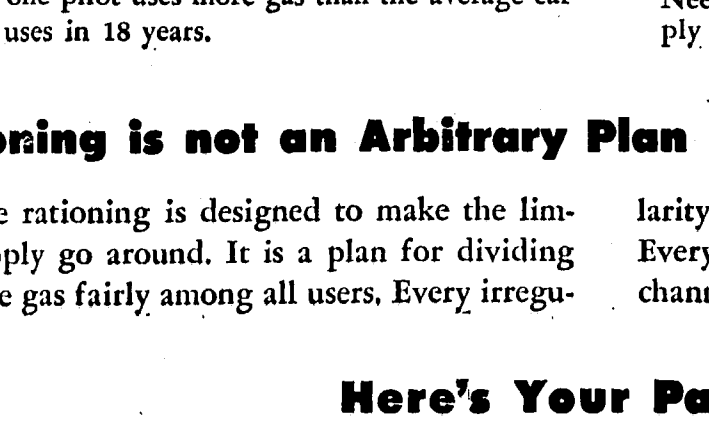 one pilot uses more gas than the average car
uses in 18 years.
ply
oning is not an Arbitrary Plan
e rationing is designed to make the lim-
pply go around. It is a plan for dividing
e gas fairly among all users. Every irregu-
larity
Every
chann
Here's Your Pa